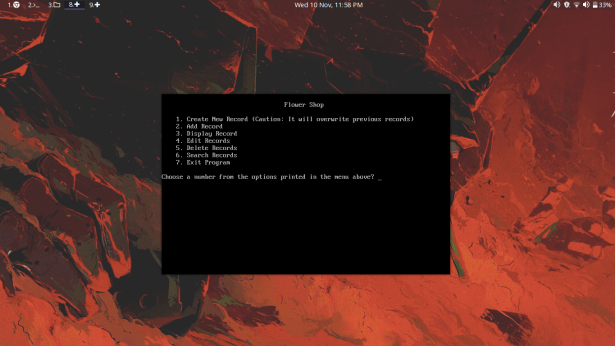 1. 2. 3. 8. 9.
Wed 10 Nov, 11:58 PM
33%
Flower Shop
1. Create New Record (Caution: It will overwrite previous records)
2. Add Record
3. Display Record
4. Edit Records
5. Delete Records
6. Search Records
7. Exit Program
Choose a number from the options printed in the menu above? _